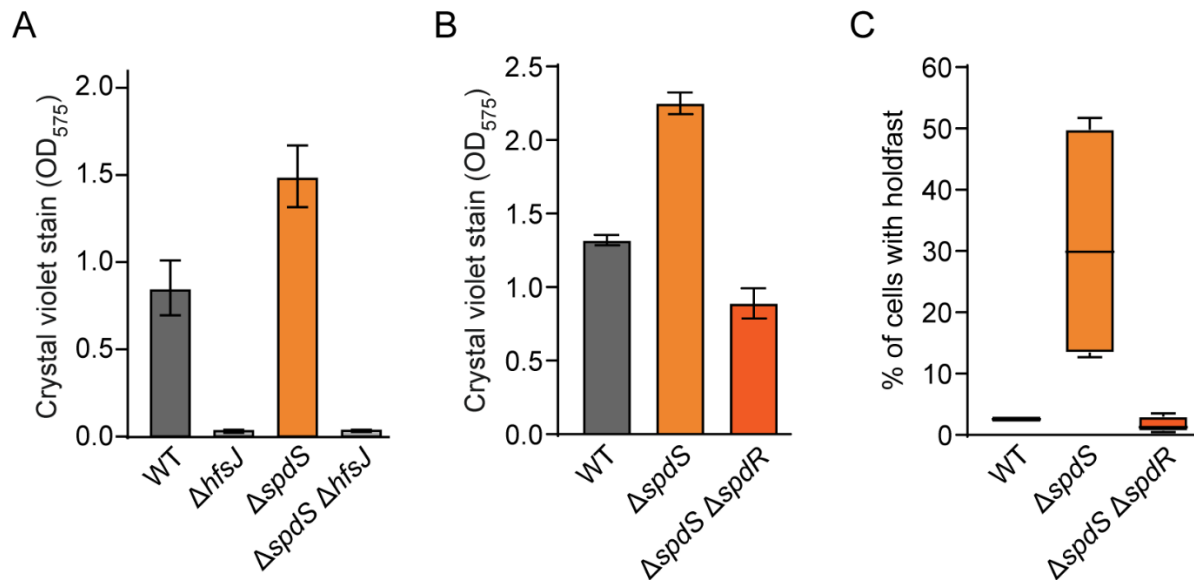 A
Crystal violet stain (OD575)
2.0
1.5
1.0
0.5
0.0
WT
ΔhfsJ
ΔspdS
ΔspdS ΔhfsJ
B
Crystal violet stain (OD575)
2.5
2.0
1.5
1.0
0.5
0.0
WT
ΔspdS
ΔspdS ΔspdR
C
% of cells with holdfast
60
50
40
30
20
10
0
WT
ΔspdS
ΔspdS ΔspdR